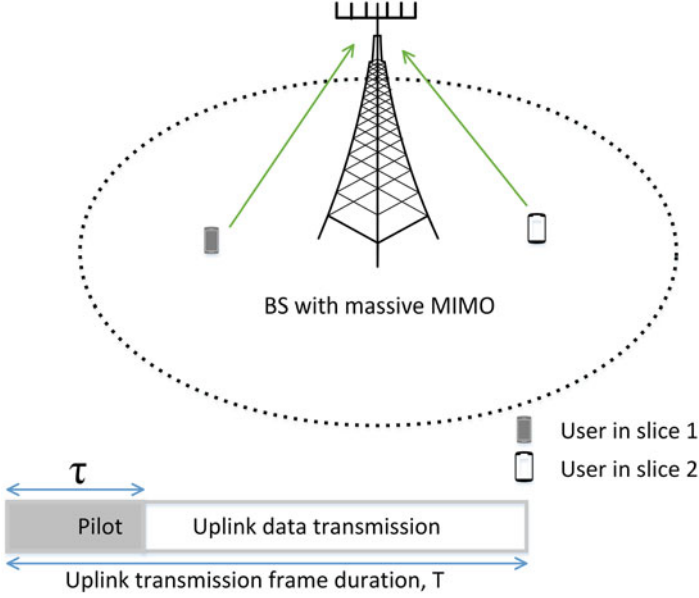 BS with massive MIMO
User in slice 1
User in slice 2
τ
Pilot
Uplink data transmission
Uplink transmission frame duration, T